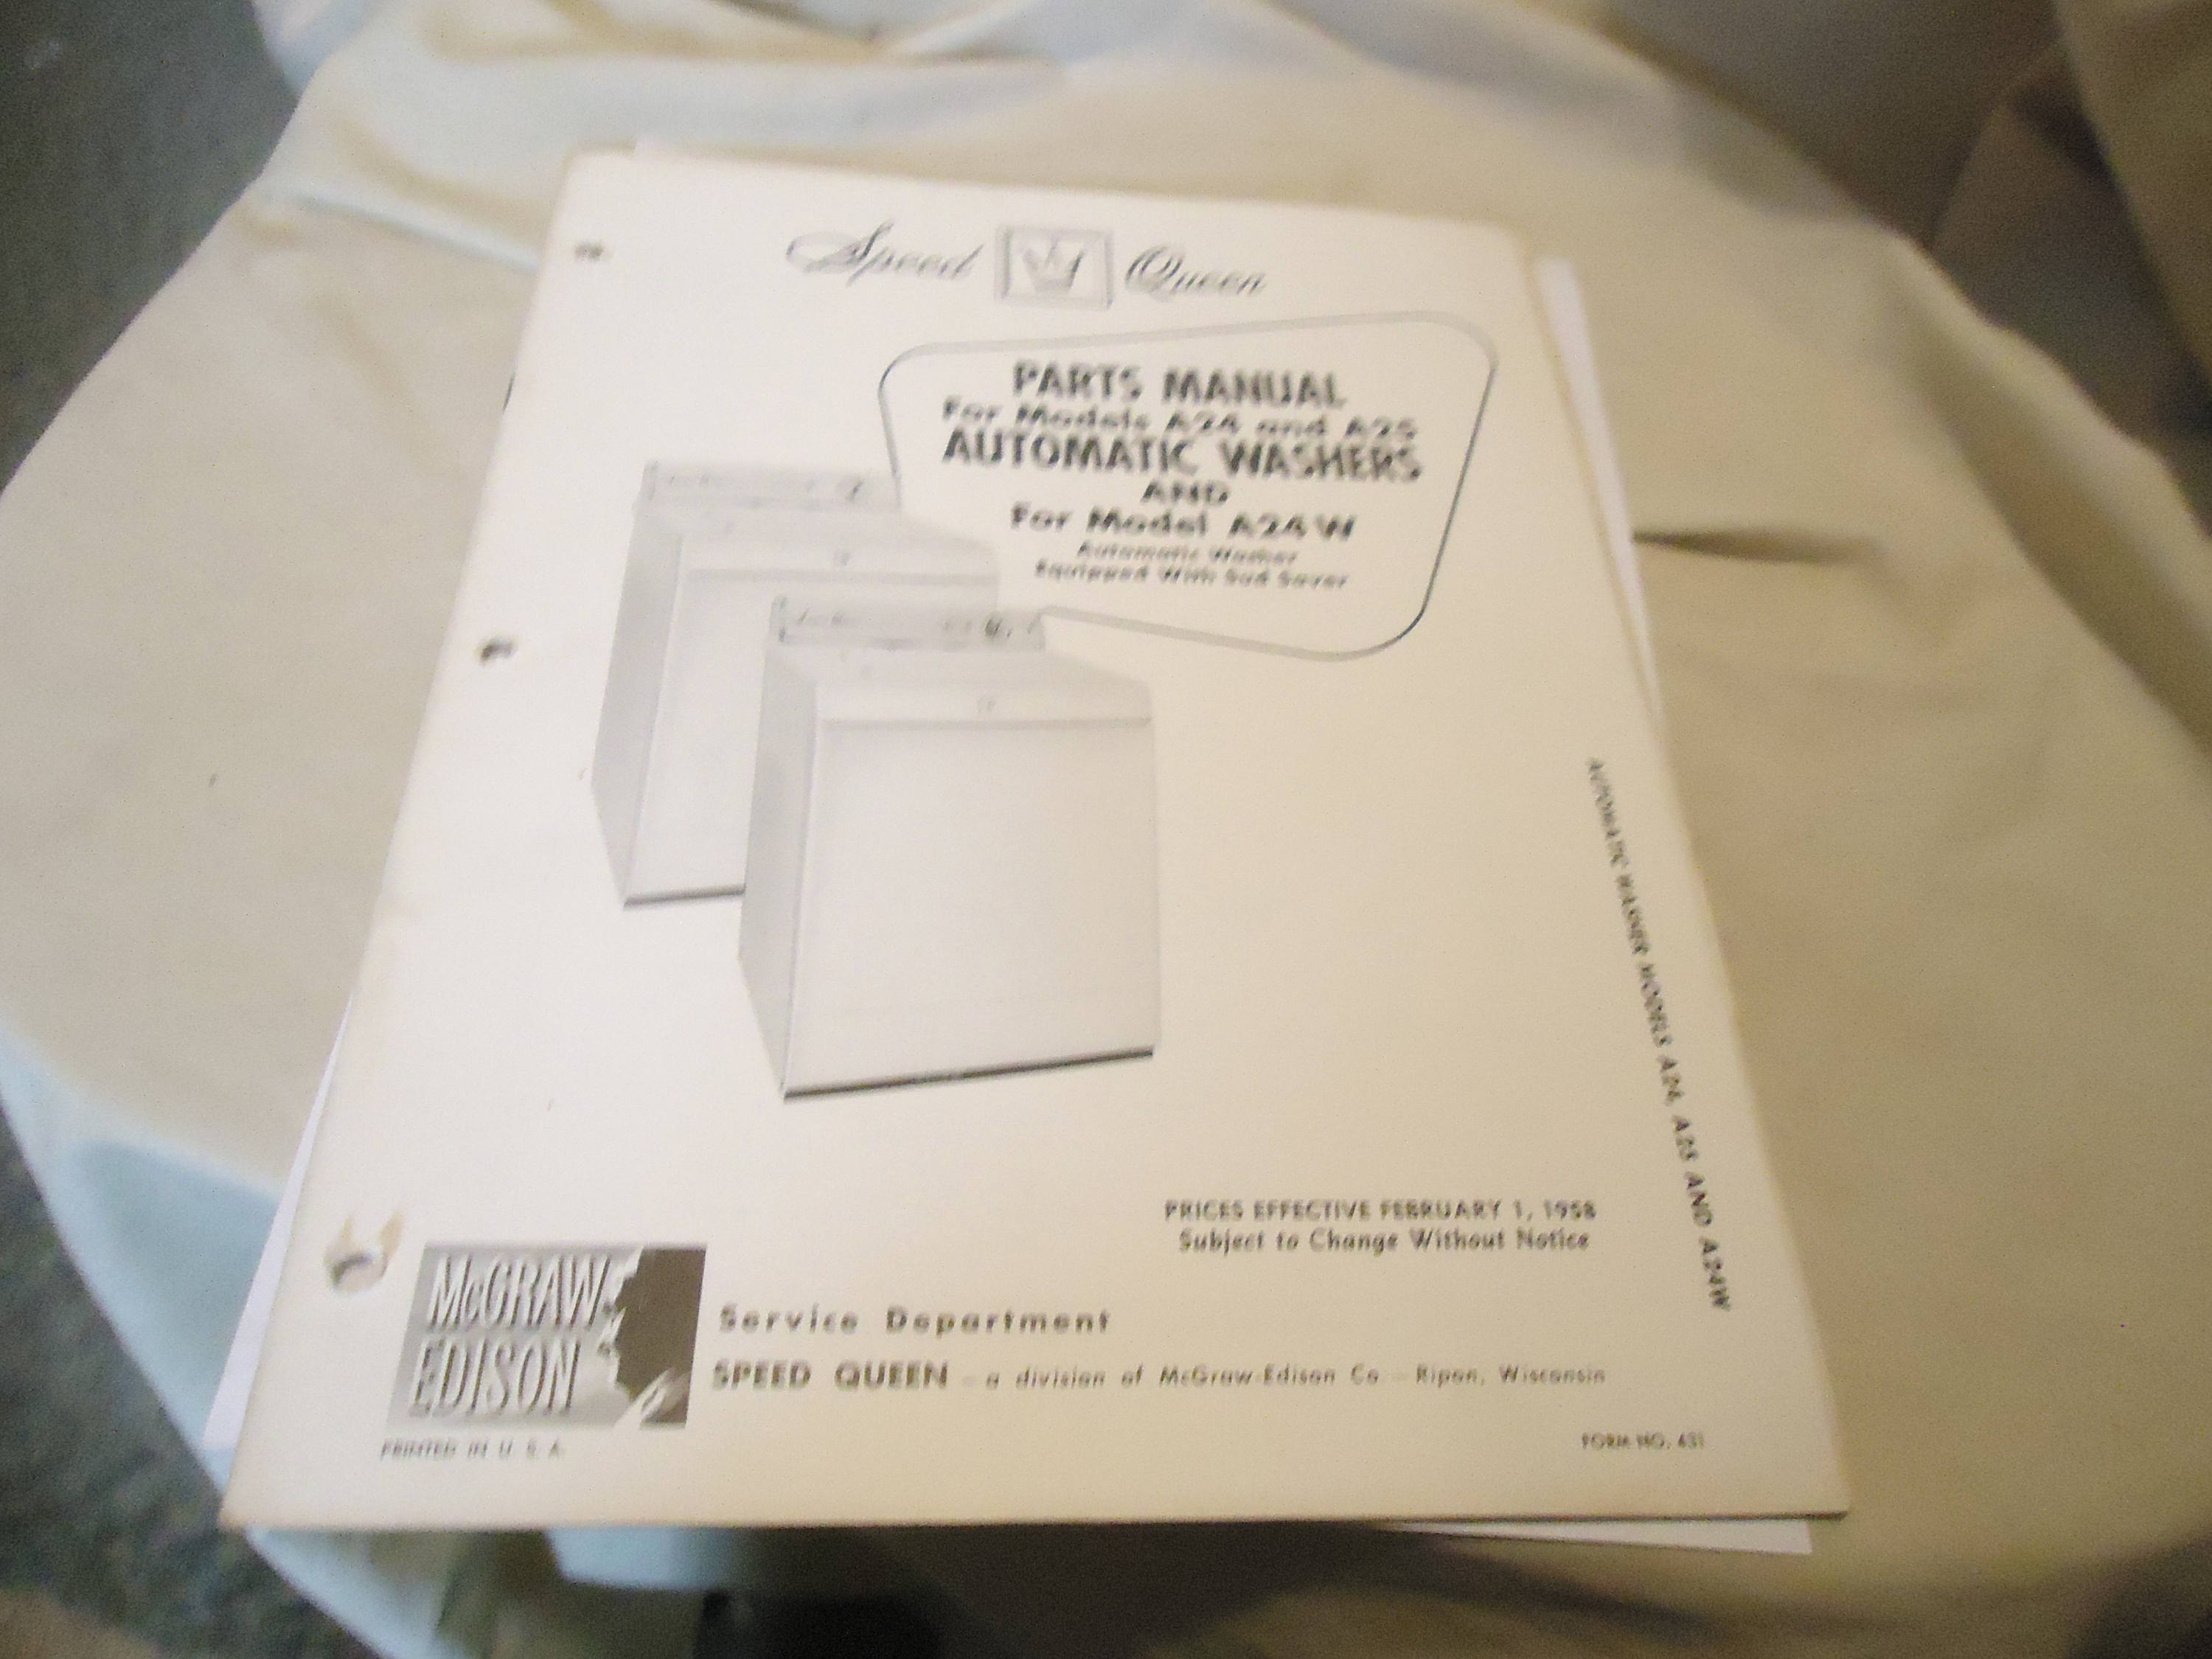 Speed Queen
PARTS MANUAL
For Models A24 and A25
AUTOMATIC WASHERS
AND
For Model A24W
Automatic Washer
Equipped With Sud Saver
AUTOMATIC WASHER MODELS A24, A25 AND A24W
PRICES EFFECTIVE FEBRUARY 1, 1958
Subject to Change Without Notice
McGRAW
EDISON
Service Department
SPEED QUEEN – a division of McGraw-Edison Co – Ripon, Wisconsin
PRINTED IN U. S. A.
FORM NO. 431